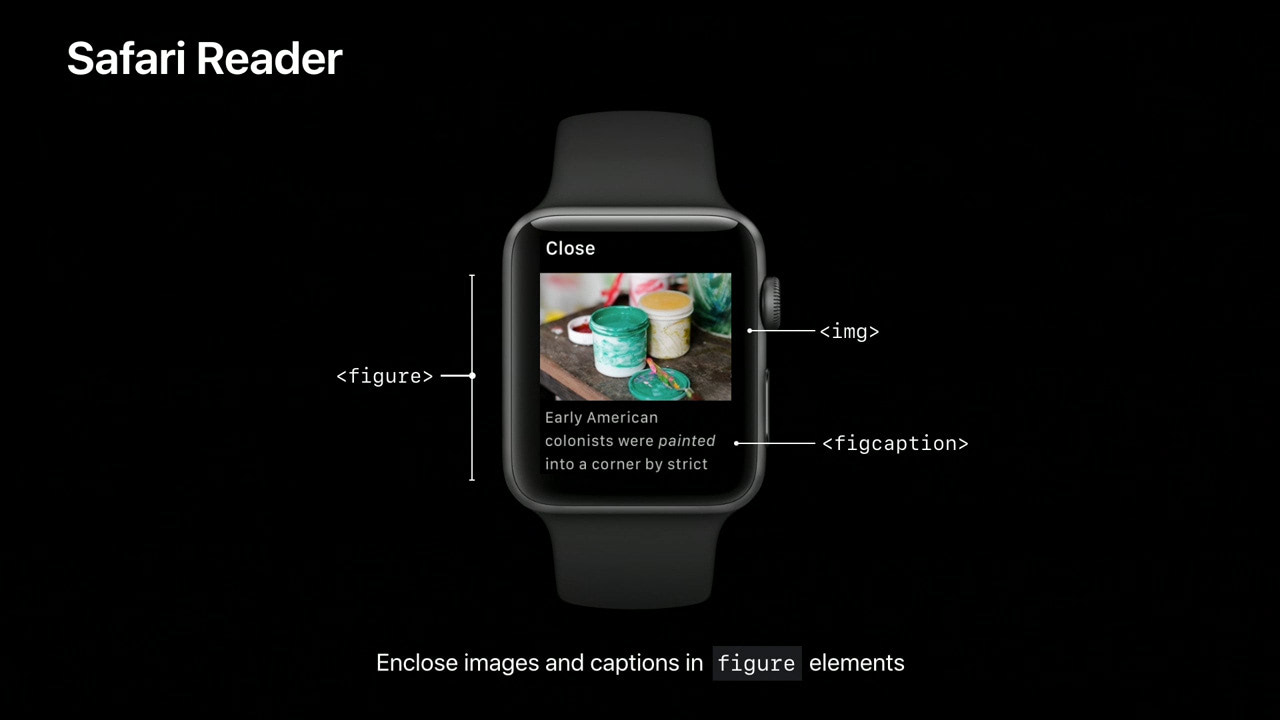 Safari Reader
Close
<img>
<figure>
Early American
colonists were painted
into a corner by strict
<figcaption>
Enclose images and captions in figure elements